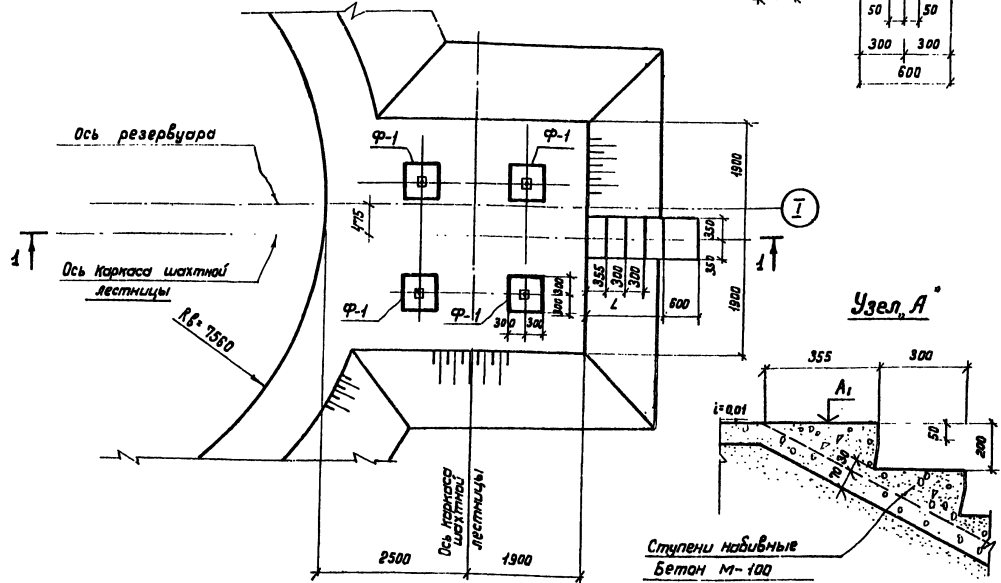 50 50
300 300
600
Ось резервуара
Ф-1 Ф-1
1900
I
475
350
1 1
Ось каркаса шахтной
лестницы
355 300 300
350
L 600
300 300
Ф-1 Ф-1
300 300
1900
Rв=7560
Узел „А"
355 300
А₁
i=0,01
50
200
70 30
Ось каркаса
шахтной
лестницы
2500 1900
Ступени набивные
Бетон М-100